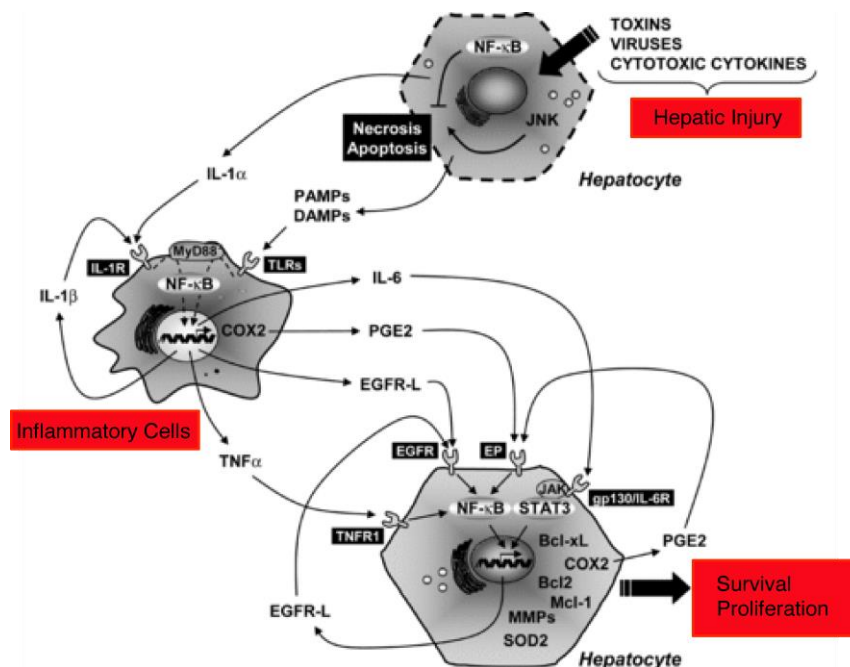 TOXINS
VIRUSES
CYTOTOXIC CYTOKINES
Hepatic Injury
NF-κB
JNK
Necrosis
Apoptosis
Hepatocyte
IL-1α
PAMPs
DAMPs
MyD88
IL-1R
TLRs
NF-κB
IL-1β
COX2
IL-6
PGE2
EGFR-L
Inflammatory Cells
TNFα
EGFR
EP
JAK
gp130/IL-6R
NF-κB
STAT3
TNFR1
Bcl-xL
COX2
PGE2
Bcl2
Mcl-1
MMPs
SOD2
EGFR-L
Survival
Proliferation
Hepatocyte